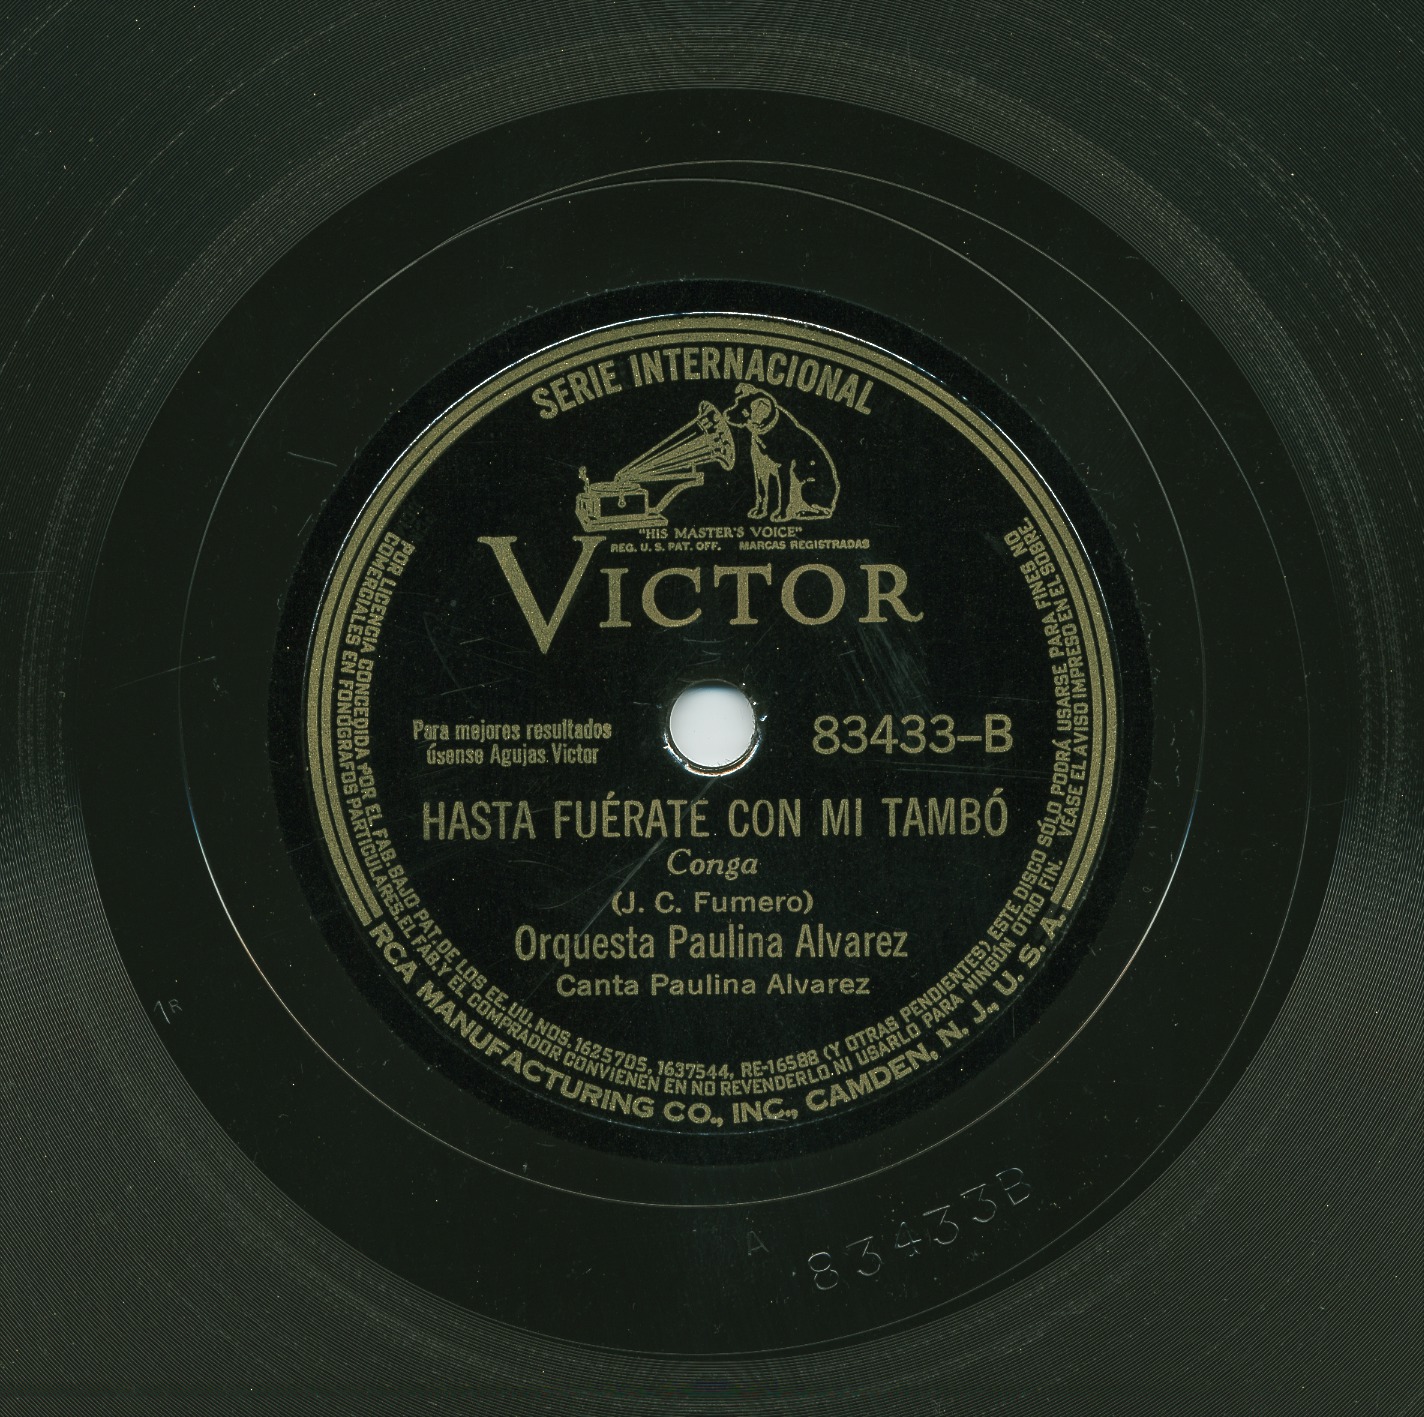 SERIE INTERNACIONAL
"HIS MASTER'S VOICE"
REG. U. S. PAT. OFF. MARCAS REGISTRADAS
VICTOR
Para mejores resultados
úsense Agujas Victor
83433-B
HASTA FUÉRATE CON MI TAMBÓ
Conga
(J. C. Fumero)
Orquesta Paulina Alvarez
Canta Paulina Alvarez
POR LICENCIA CONCEDIDA POR EL FAB. BAJO PAT. DE LOS EE. UU. NOS. 1625705, 1637544, RE-16588 (Y OTRAS PENDIENTES), ESTE DISCO SÓLO PODRÁ USARSE PARA FINES NO
COMERCIALES EN FONÓGRAFOS PARTICULARES. EL FAB. Y EL COMPRADOR CONVIENEN EN NO REVENDERLO NI USARLO PARA NINGÚN OTRO FIN. VÉASE EL AVISO IMPRESO EN EL SOBRE
RCA MANUFACTURING CO., INC., CAMDEN, N. J., U. S. A.
1R
A
83433B